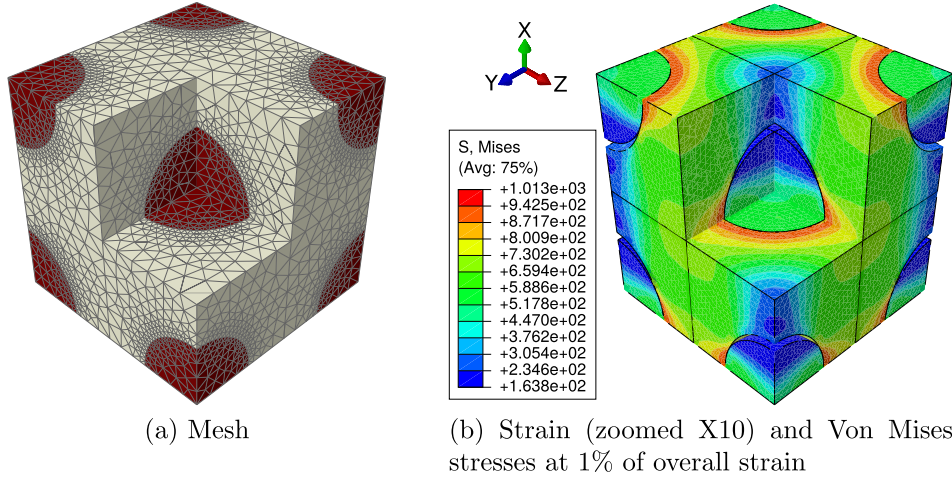 X
Y
Z
S, Mises
(Avg: 75%)
+1.013e+03
+9.425e+02
+8.717e+02
+8.009e+02
+7.302e+02
+6.594e+02
+5.886e+02
+5.178e+02
+4.470e+02
+3.762e+02
+3.054e+02
+2.346e+02
+1.638e+02
(a) Mesh
(b) Strain (zoomed X10) and Von Mises
stresses at 1% of overall strain